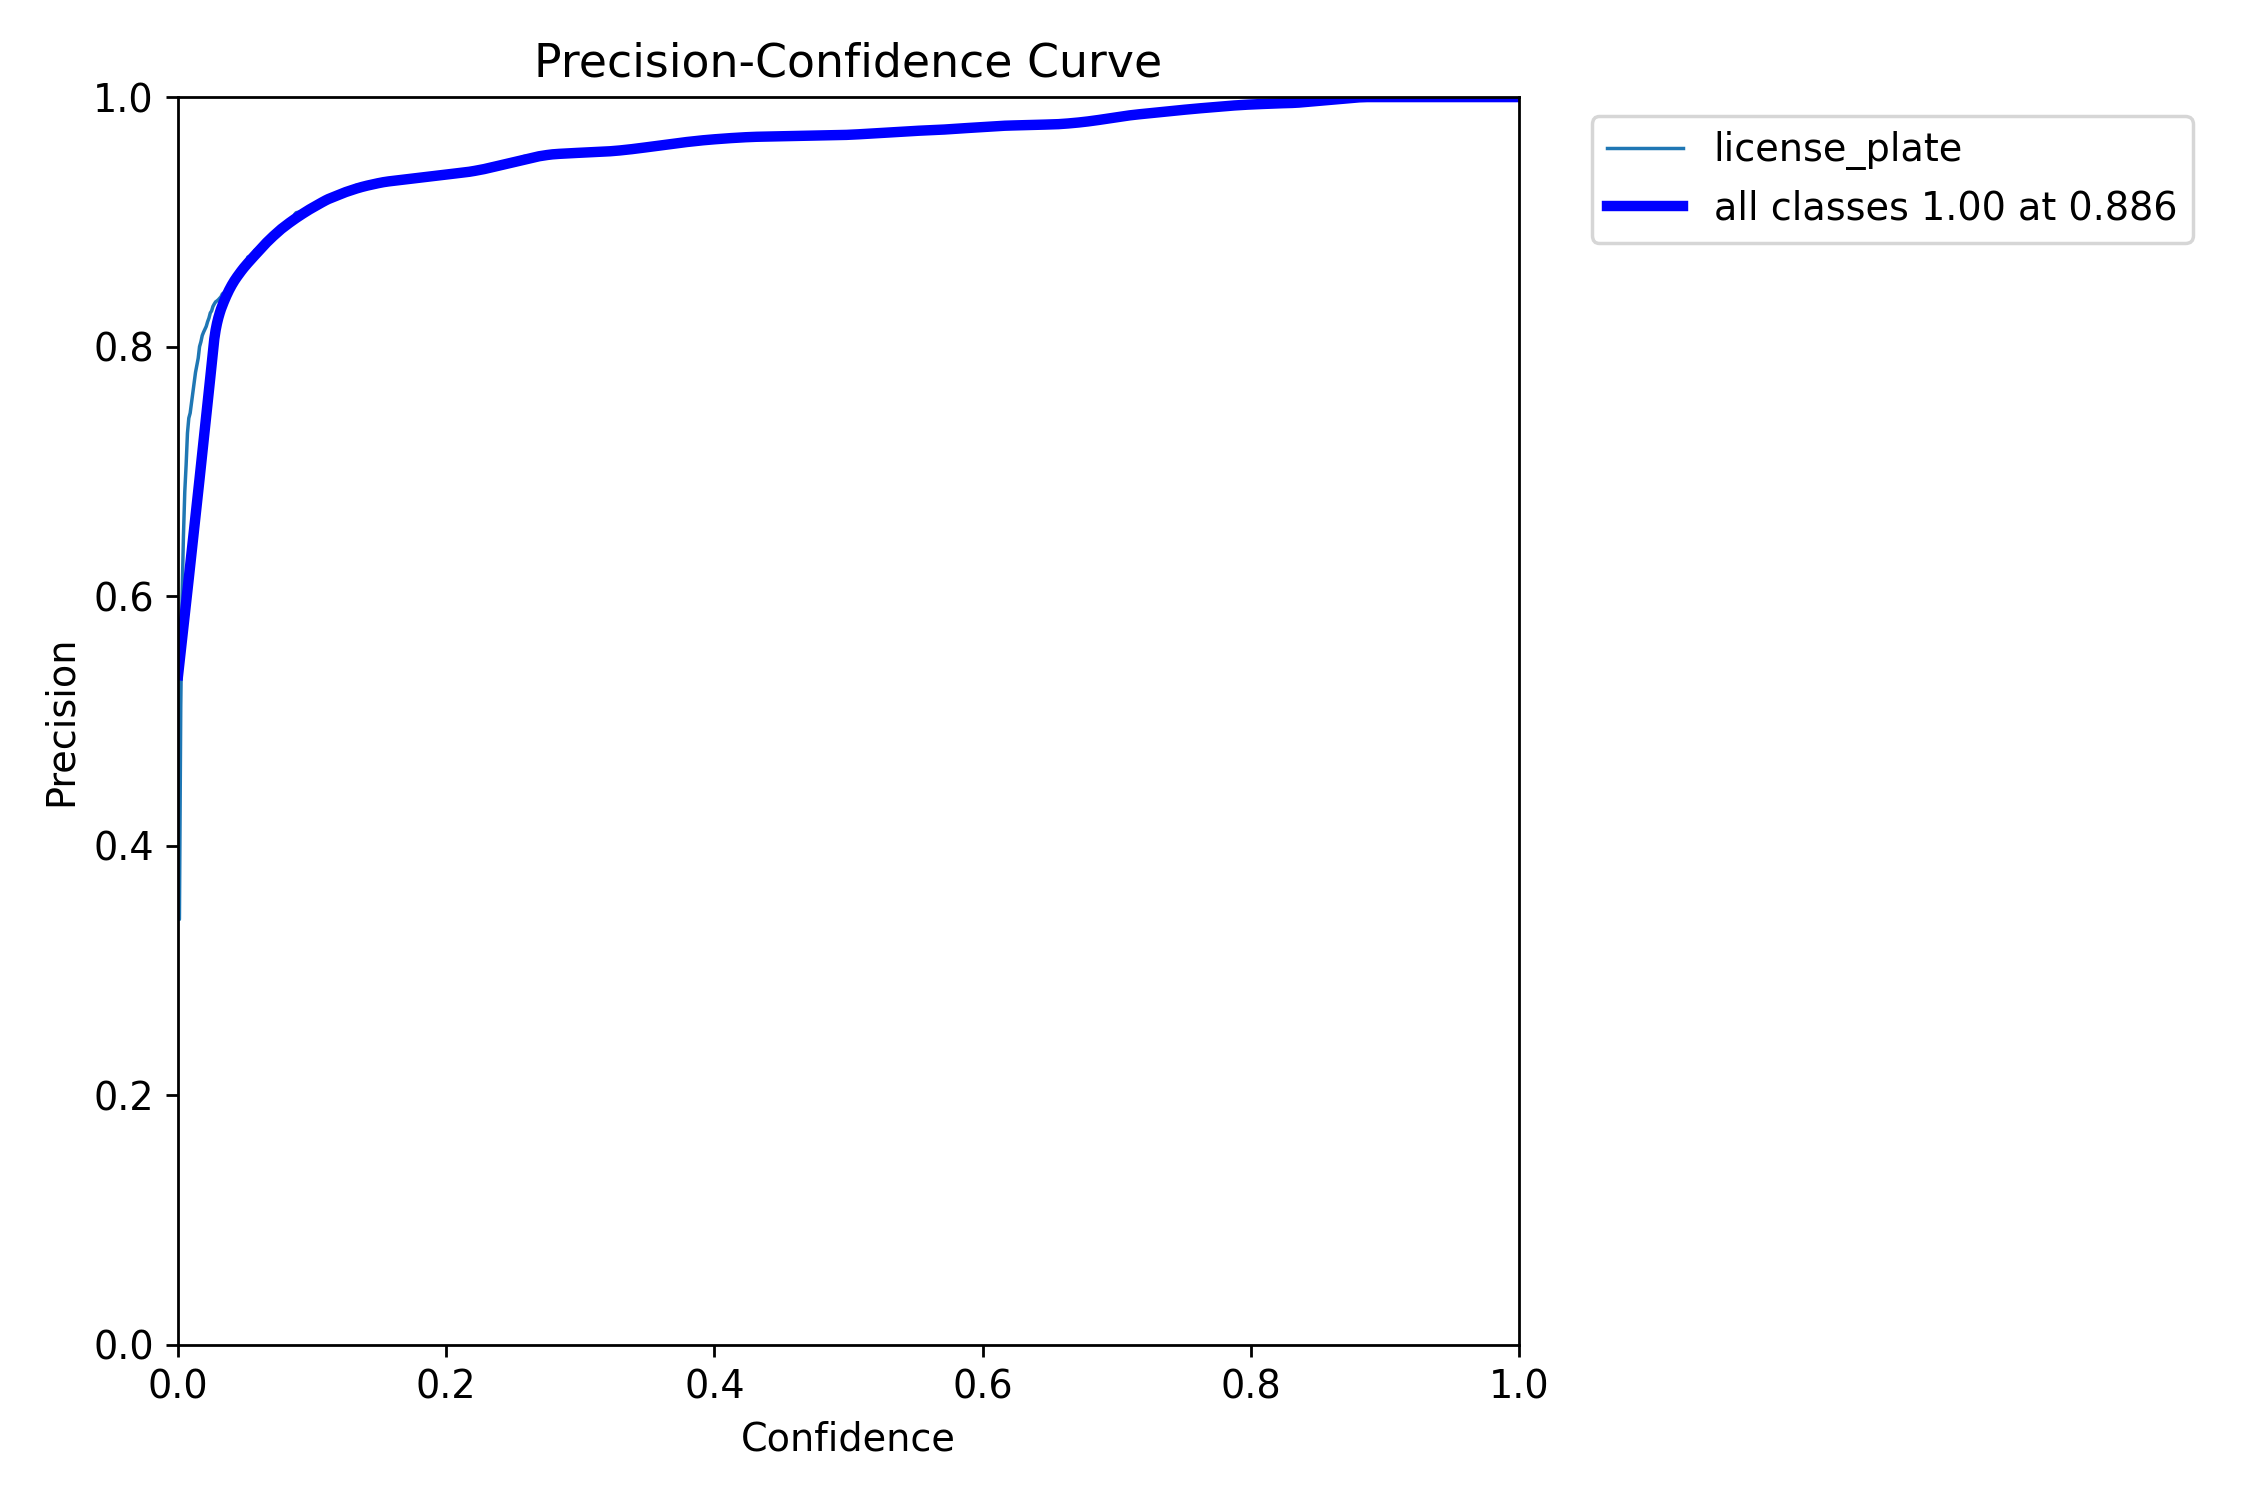 Precision-Confidence Curve
1.0
0.8
0.6
0.4
0.2
0.0
Precision
0.0 0.2 0.4 0.6 0.8 1.0
Confidence
license_plate
all classes 1.00 at 0.886